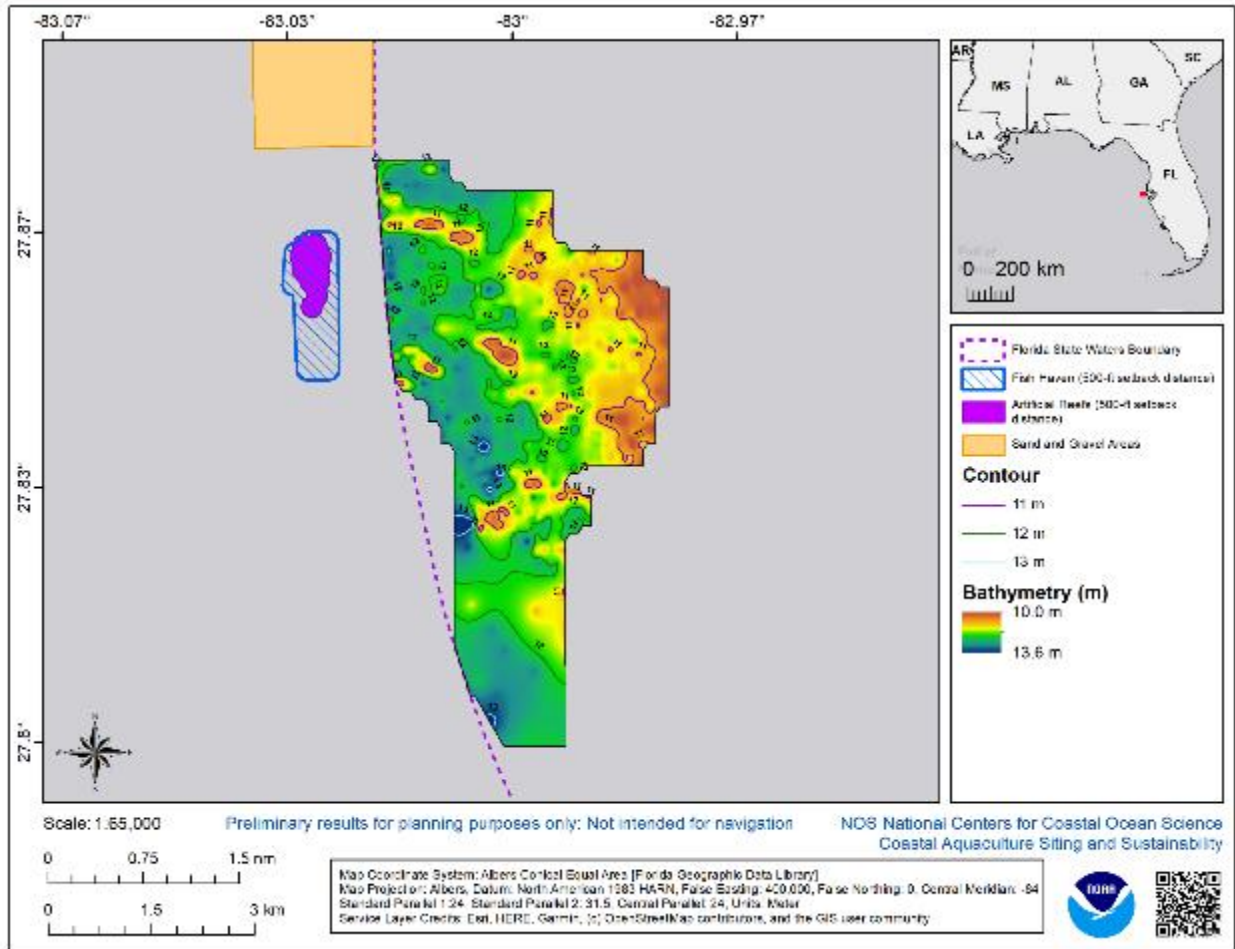 -83.07°
-83.03°
-83°
-82.97°
27.87°
27.83°
27.8°
AR
MS
AL
GA
SC
LA
FL
0 200 km
Florida State Waters Boundary
Fish Haven (500-ft setback distance)
Artificial Reefs (500-ft setback
distance)
Sand and Gravel Areas
Contour
11 m
12 m
13 m
Bathymetry (m)
10.0 m
13.6 m
Scale: 1:65,000
Preliminary results for planning purposes only: Not intended for navigation
NOS National Centers for Coastal Ocean Science
Coastal Aquaculture Siting and Sustainability
0 0.75 1.5 nm
0 1.5 3 km
Map Coordinate System: Albers Conical Equal Area [Florida Geographic Data Library]
Map Projection: Albers, Datum: North American 1983 HARN, False Easting: 400,000, False Northing: 0, Central Meridian: -84
Standard Parallel 1:24, Standard Parallel 2: 31.5, Central Parallel: 24, Units: Meter
Service Layer Credits: Esri, HERE, Garmin, (c) OpenStreetMap contributors, and the GIS user community
NOAA